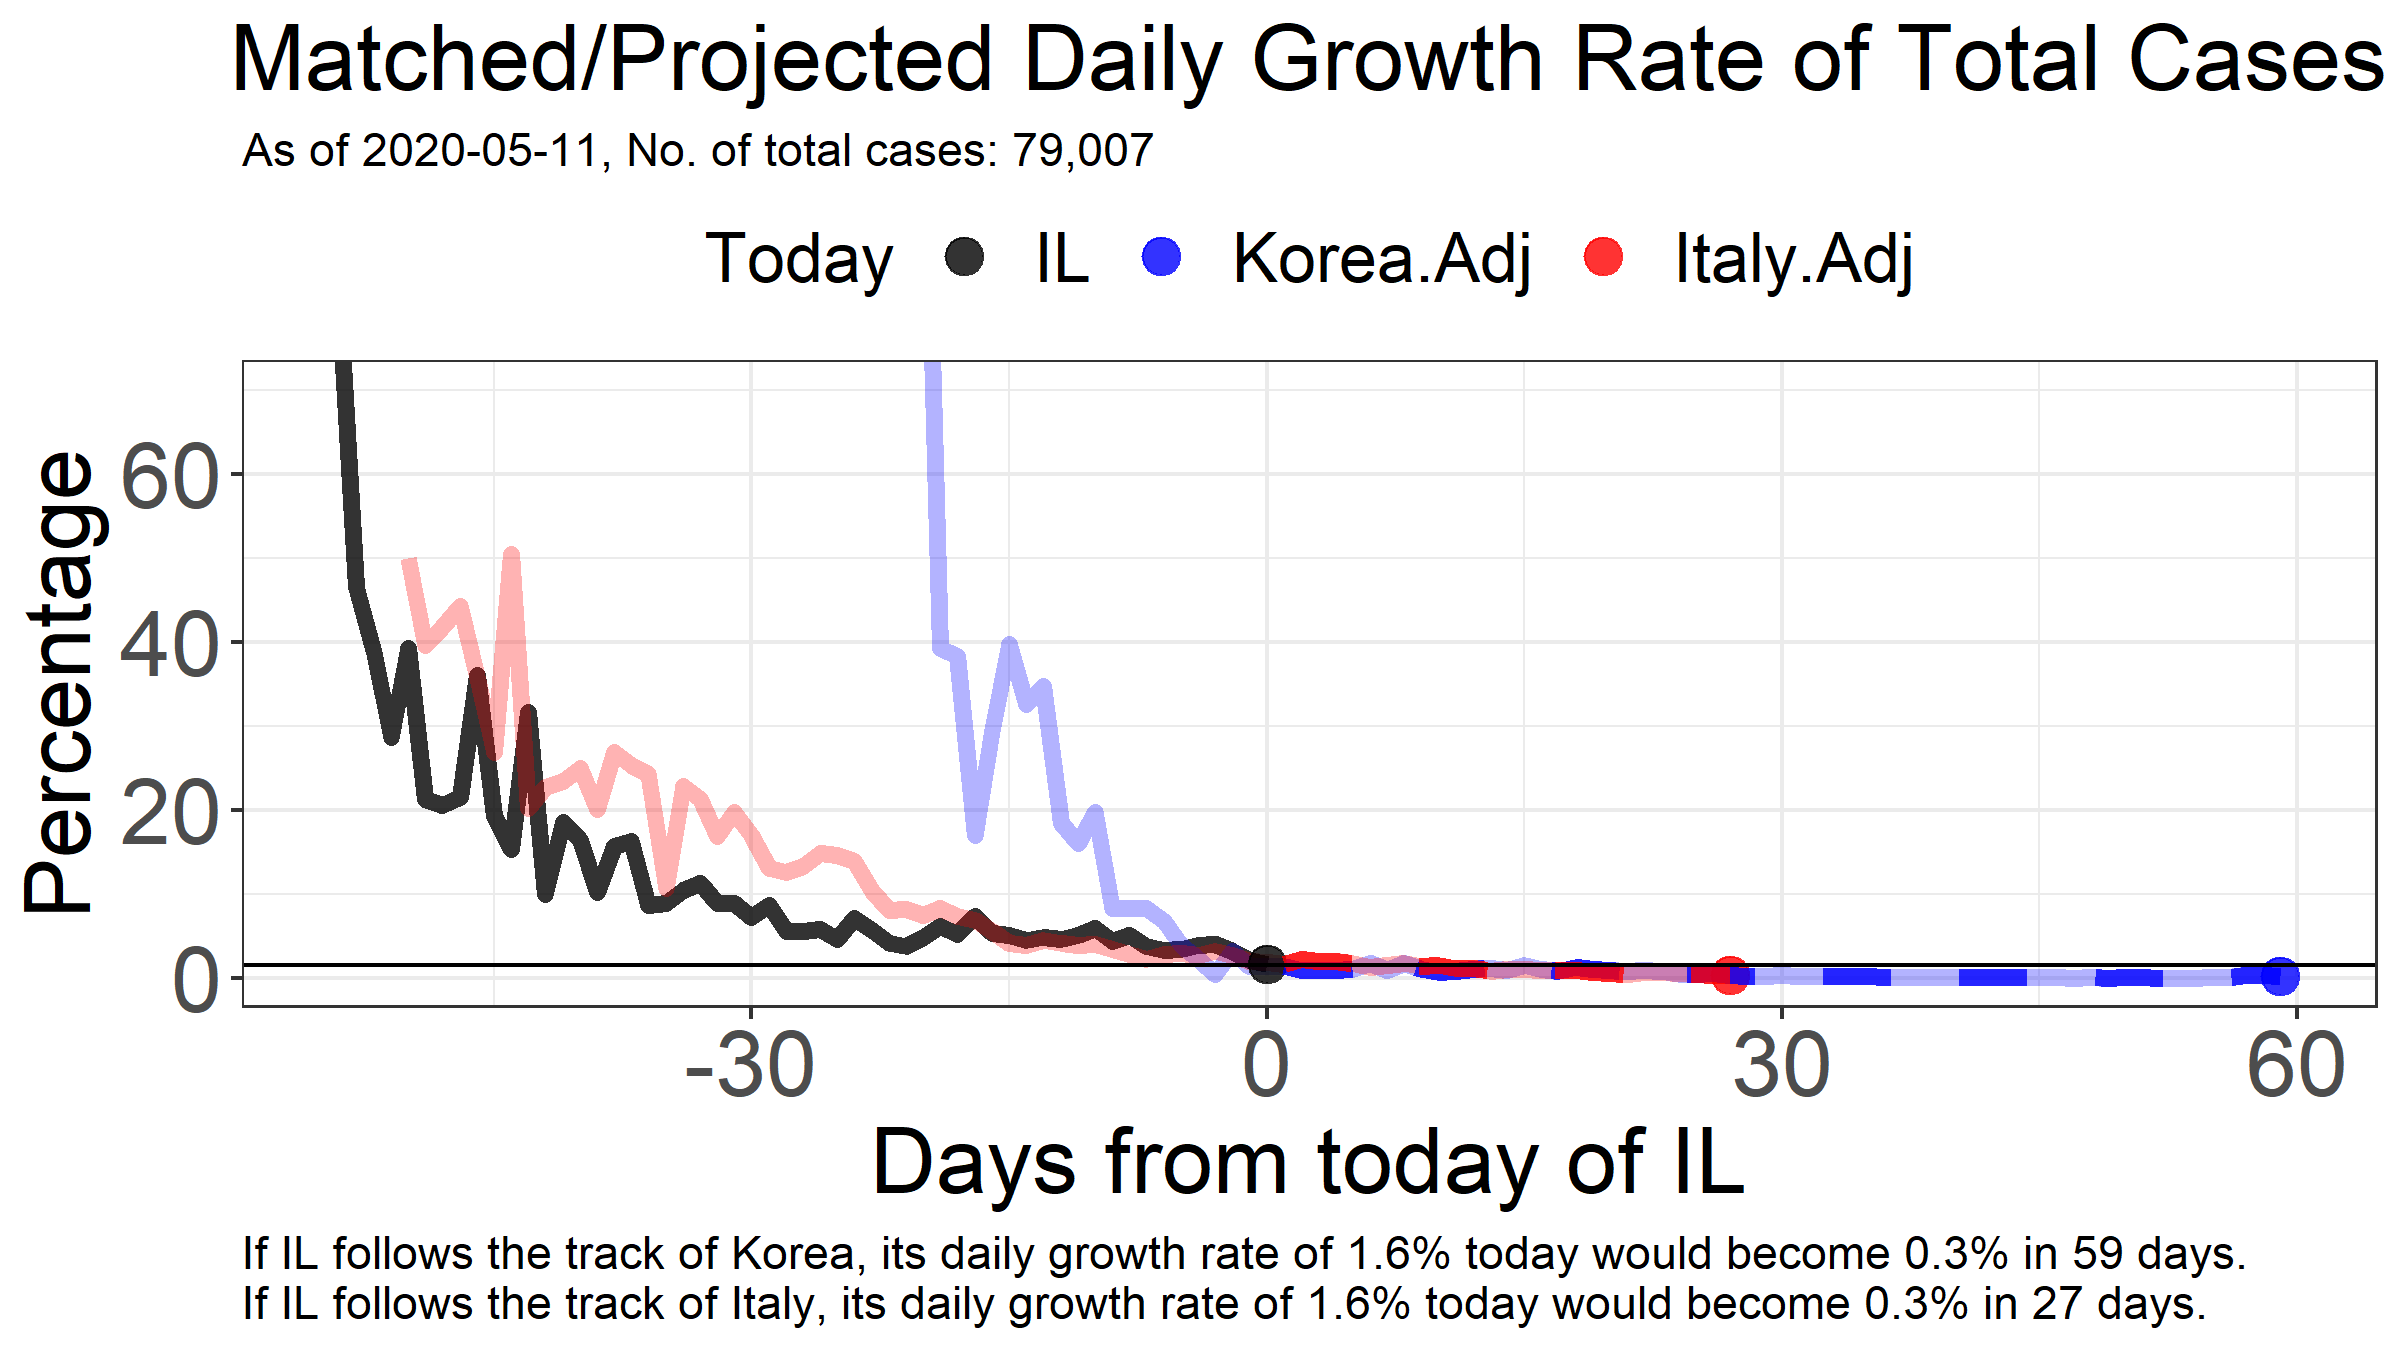 Matched/Projected Daily Growth Rate of Total Cases
As of 2020-05-11, No. of total cases: 79,007
Today IL Korea.Adj Italy.Adj
Percentage
60
40
20
0
-30 0 30 60
Days from today of IL
If IL follows the track of Korea, its daily growth rate of 1.6% today would become 0.3% in 59 days.
If IL follows the track of Italy, its daily growth rate of 1.6% today would become 0.3% in 27 days.